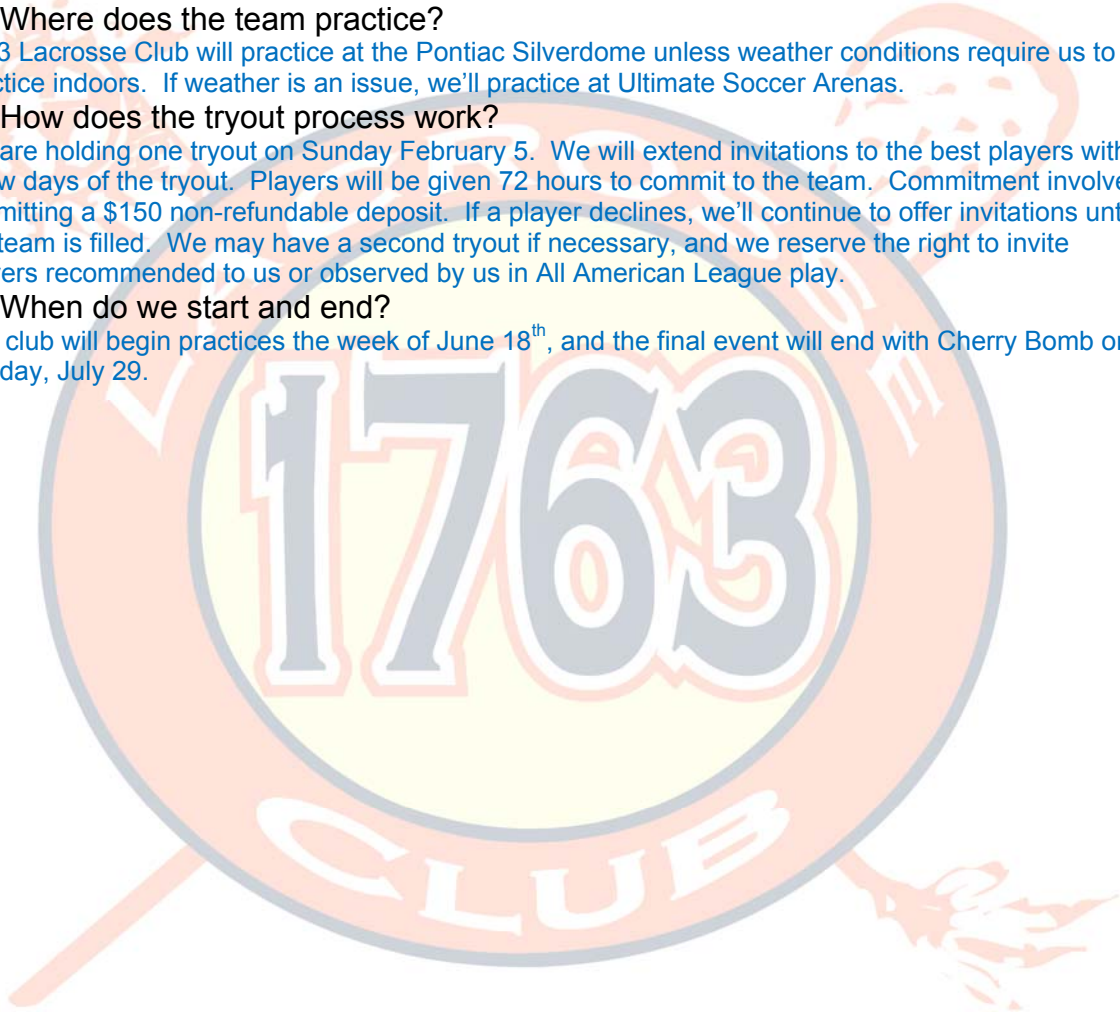 Where does the team practice?
3 Lacrosse Club will practice at the Pontiac Silverdome unless weather conditions require us to
ctice indoors.  If weather is an issue, we'll practice at Ultimate Soccer Arenas.
How does the tryout process work?
are holding one tryout on Sunday February 5.  We will extend invitations to the best players with
w days of the tryout.  Players will be given 72 hours to commit to the team.  Commitment involve
mitting a $150 non-refundable deposit.  If a player declines, we'll continue to offer invitations unt
team is filled.  We may have a second tryout if necessary, and we reserve the right to invite
ers recommended to us or observed by us in All American League play.
When do we start and end?
club will begin practices the week of June 18th, and the final event will end with Cherry Bomb on
day, July 29.
LACROSSE
1763
CLUB